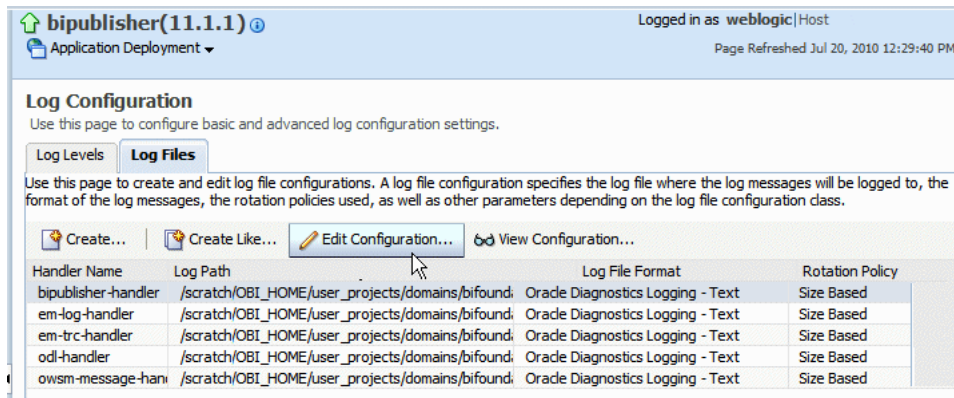 bipublisher(11.1.1)
Logged in as weblogic|Host
Application Deployment
Page Refreshed Jul 20, 2010 12:29:40 PM
Log Configuration
Use this page to configure basic and advanced log configuration settings.
Log Levels Log Files
Use this page to create and edit log file configurations. A log file configuration specifies the log file where the log messages will be logged to, the
format of the log messages, the rotation policies used, as well as other parameters depending on the log file configuration class.
Create... Create Like... Edit Configuration... View Configuration...
Handler Name Log Path Log File Format Rotation Policy
bipublisher-handler /scratch/OBI_HOME/user_projects/domains/bifound Oracle Diagnostics Logging - Text Size Based
em-log-handler /scratch/OBI_HOME/user_projects/domains/bifound Oracle Diagnostics Logging - Text Size Based
em-trc-handler /scratch/OBI_HOME/user_projects/domains/bifound Oracle Diagnostics Logging - Text Size Based
odl-handler /scratch/OBI_HOME/user_projects/domains/bifound Oracle Diagnostics Logging - Text Size Based
owsm-message-han /scratch/OBI_HOME/user_projects/domains/bifound Oracle Diagnostics Logging - Text Size Based